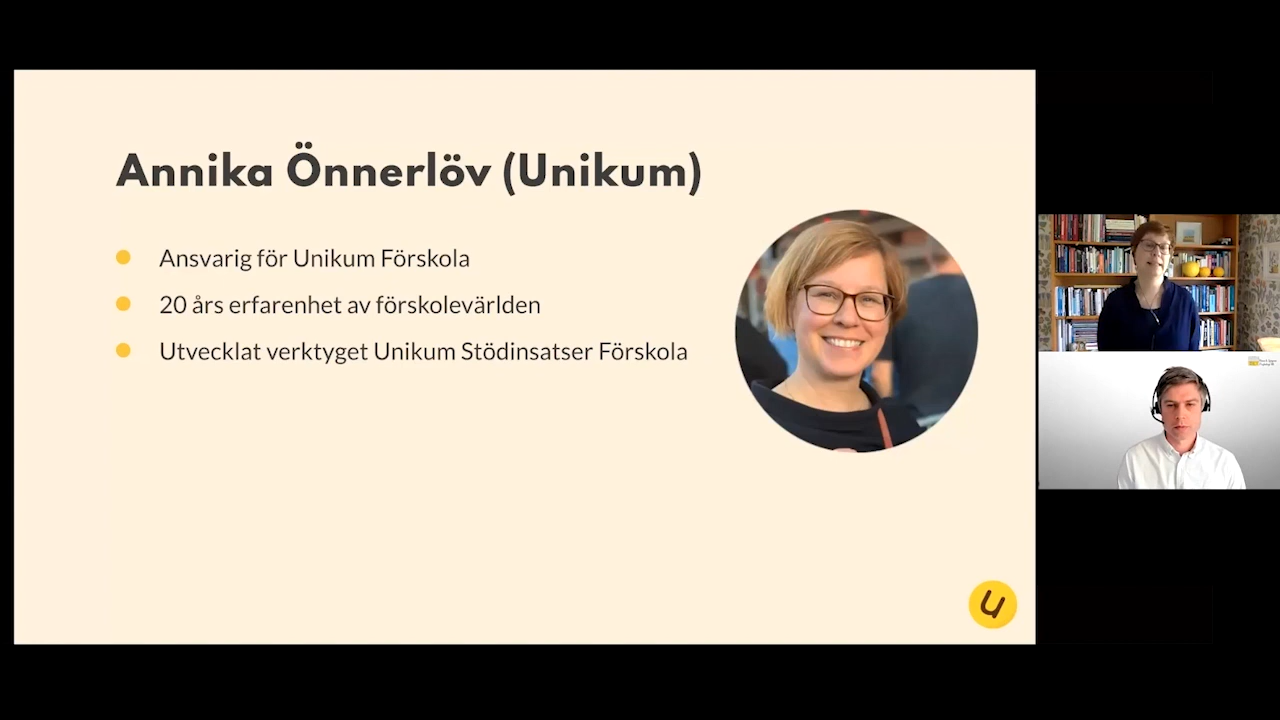 Annika Önnerlöv (Unikum)
Ansvarig för Unikum Förskola
20 års erfarenhet av förskolevärlden
Utvecklat verktyget Unikum Stödinsatser Förskola